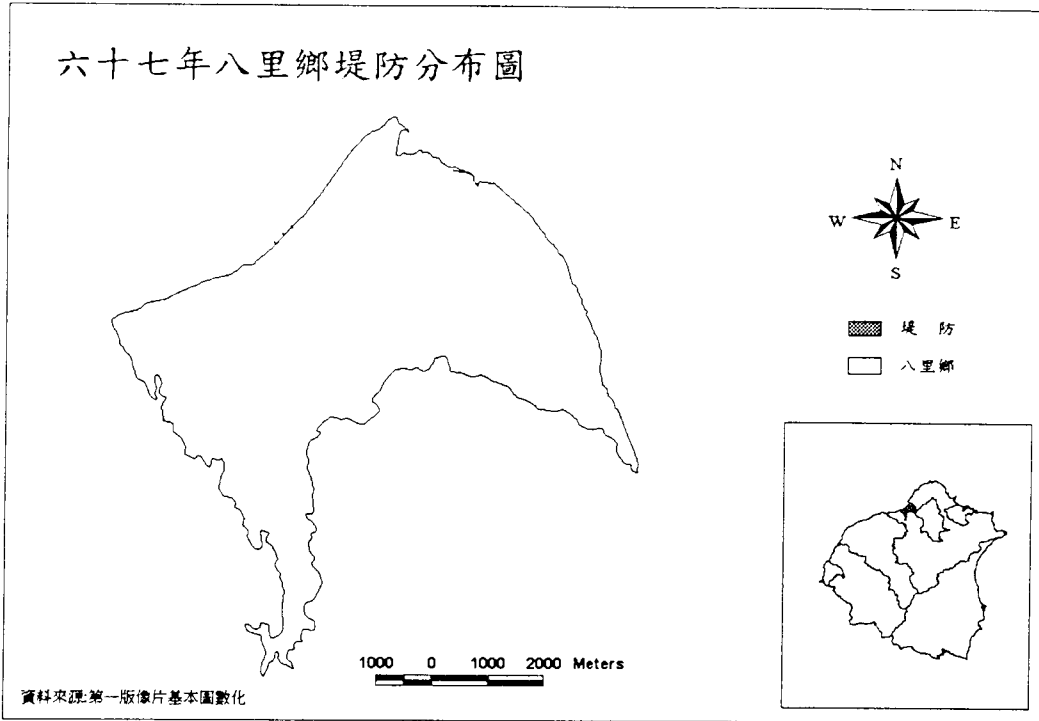 六十七年八里鄉堤防分布圖
N
W E
S
堤 防
八里鄉
1000 0 1000 2000 Meters
資料來源:第一版像片基本圖數化